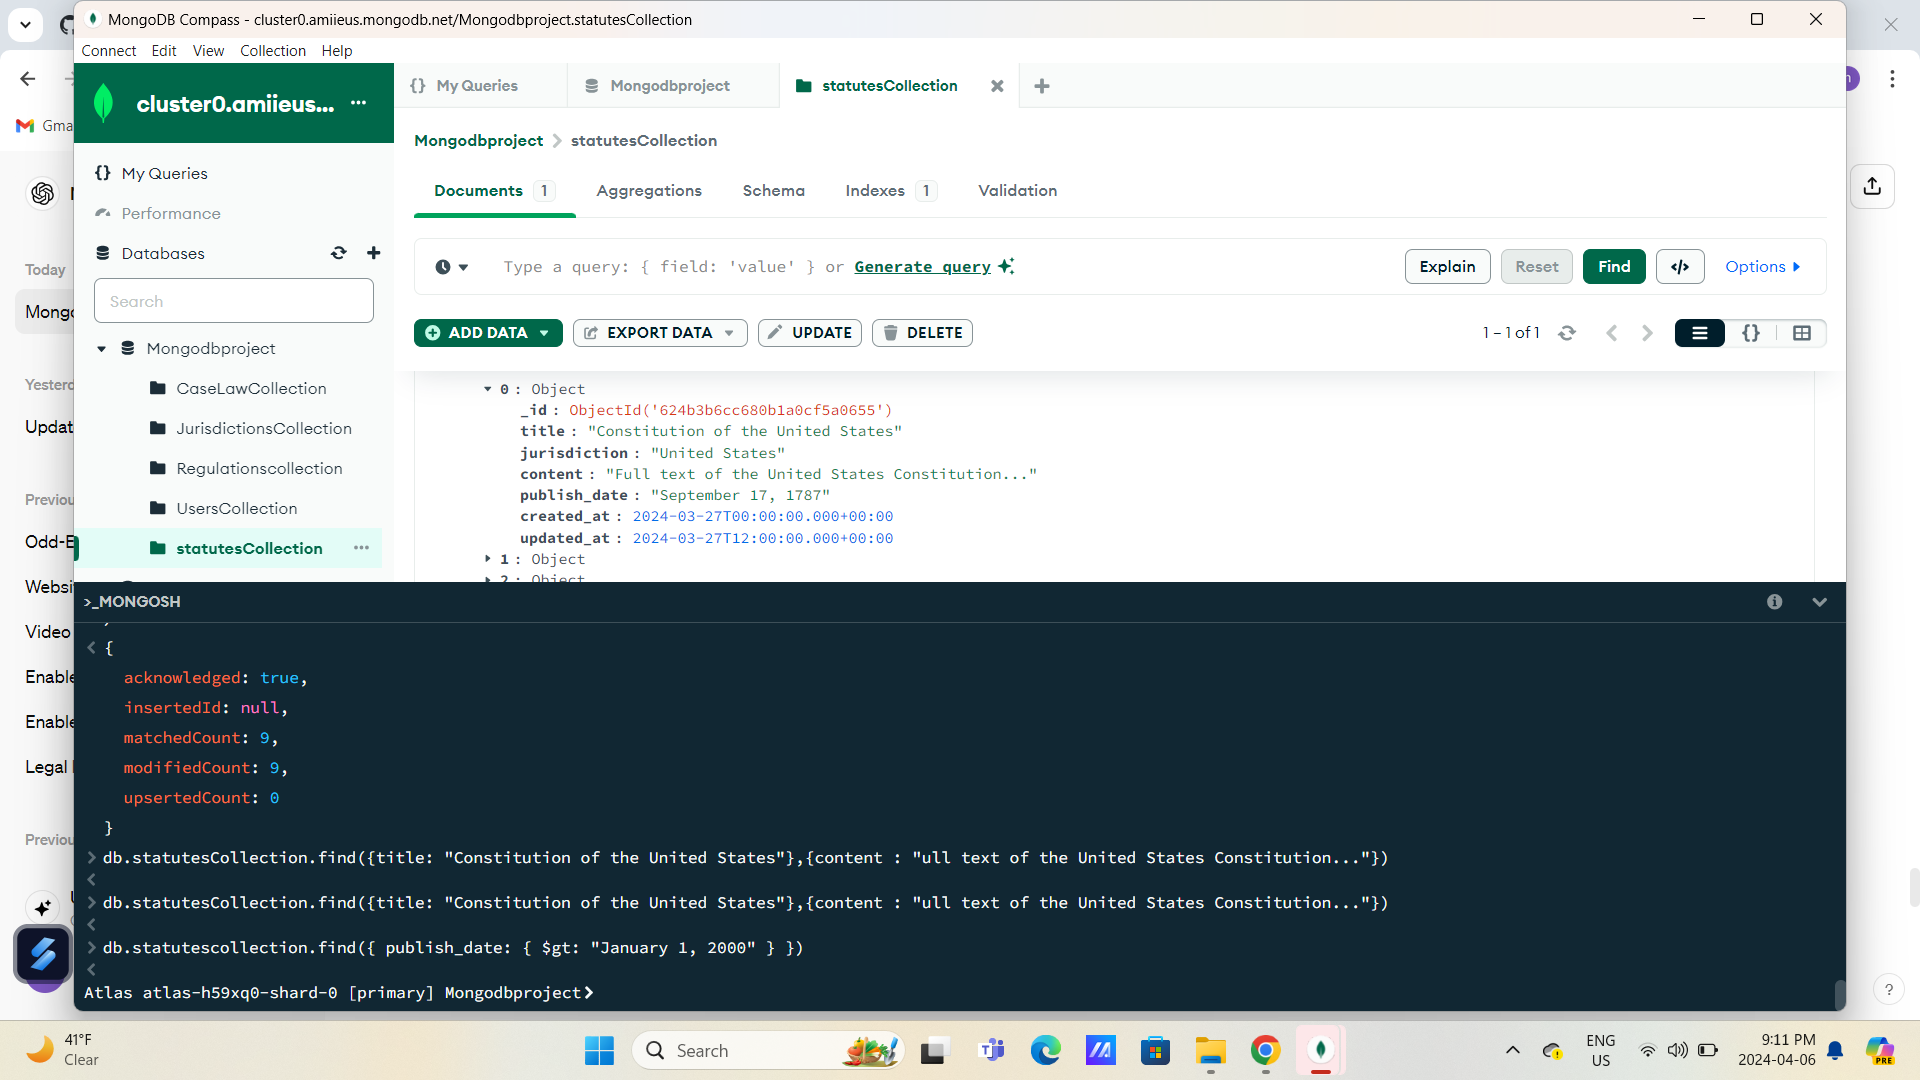 MongoDB Compass - cluster0.amiieus.mongodb.net/Mongodbproject.statutesCollection
Connect Edit View Collection Help
cluster0.amiieus... ...
{} My Queries
Mongodbproject
statutesCollection
Gma
Mongodbproject > statutesCollection
{} My Queries
Performance
Databases
Search
Documents 1
Aggregations
Schema
Indexes 1
Validation
Type a query: { field: 'value' } or Generate query
Explain
Reset
Find
</>
Options
ADD DATA
EXPORT DATA
UPDATE
DELETE
1 – 1 of 1
{}
Today
Mongo
Yesterd
Updat
Previou
Odd-E
Websi
Video
Enable
Enable
Legal
Previou
Mongodbproject
CaseLawCollection
JurisdictionsCollection
Regulationscollection
UsersCollection
statutesCollection ...
0 : Object
_id : ObjectId('624b3b6cc680b1a0cf5a0655')
title : "Constitution of the United States"
jurisdiction : "United States"
content : "Full text of the United States Constitution..."
publish_date : "September 17, 1787"
created_at : 2024-03-27T00:00:00.000+00:00
updated_at : 2024-03-27T12:00:00.000+00:00
1 : Object
2 : Object
>_MONGOSH
< {
acknowledged: true,
insertedId: null,
matchedCount: 9,
modifiedCount: 9,
upsertedCount: 0
}
> db.statutesCollection.find({title: "Constitution of the United States"},{content : "ull text of the United States Constitution..."})
<
> db.statutesCollection.find({title: "Constitution of the United States"},{content : "ull text of the United States Constitution..."})
<
> db.statutescollection.find({ publish_date: { $gt: "January 1, 2000" } })
<
Atlas atlas-h59xq0-shard-0 [primary] Mongodbproject>
?
41°F
Clear
Search
ENG
US
9:11 PM
2024-04-06
PRE